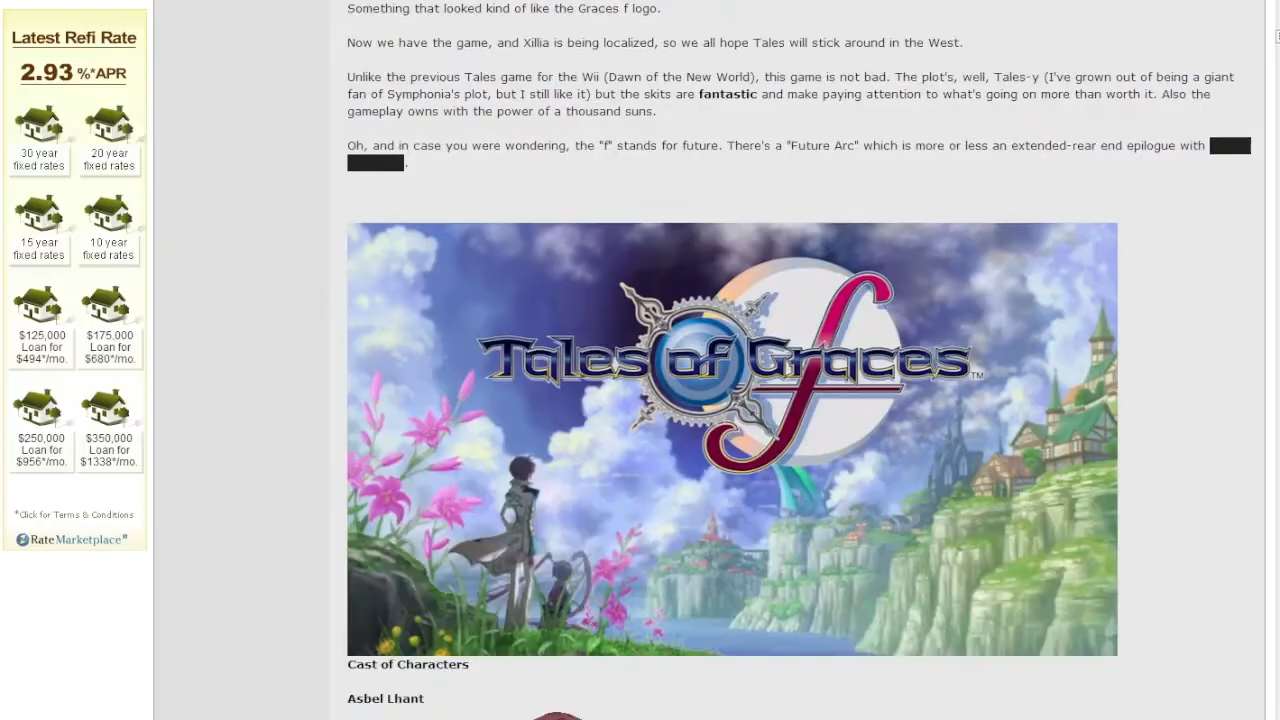 Latest Refi Rate
2.93 %*APR
30 year
fixed rates
20 year
fixed rates
15 year
fixed rates
10 year
fixed rates
$125,000
Loan for
$494*/mo.
$175,000
Loan for
$680*/mo.
$250,000
Loan for
$956*/mo.
$350,000
Loan for
$1338*/mo.
*Click for Terms & Conditions
RateMarketplace®
Something that looked kind of like the Graces f logo.
Now we have the game, and Xillia is being localized, so we all hope Tales will stick around in the West.
Unlike the previous Tales game for the Wii (Dawn of the New World), this game is not bad. The plot's, well, Tales-y (I've grown out of being a giant
fan of Symphonia's plot, but I still like it) but the skits are fantastic and make paying attention to what's going on more than worth it. Also the
gameplay owns with the power of a thousand suns.
Oh, and in case you were wondering, the "f" stands for future. There's a "Future Arc" which is more or less an extended-rear end epilogue with
.
Tales of Graces f™
Cast of Characters
Asbel Lhant